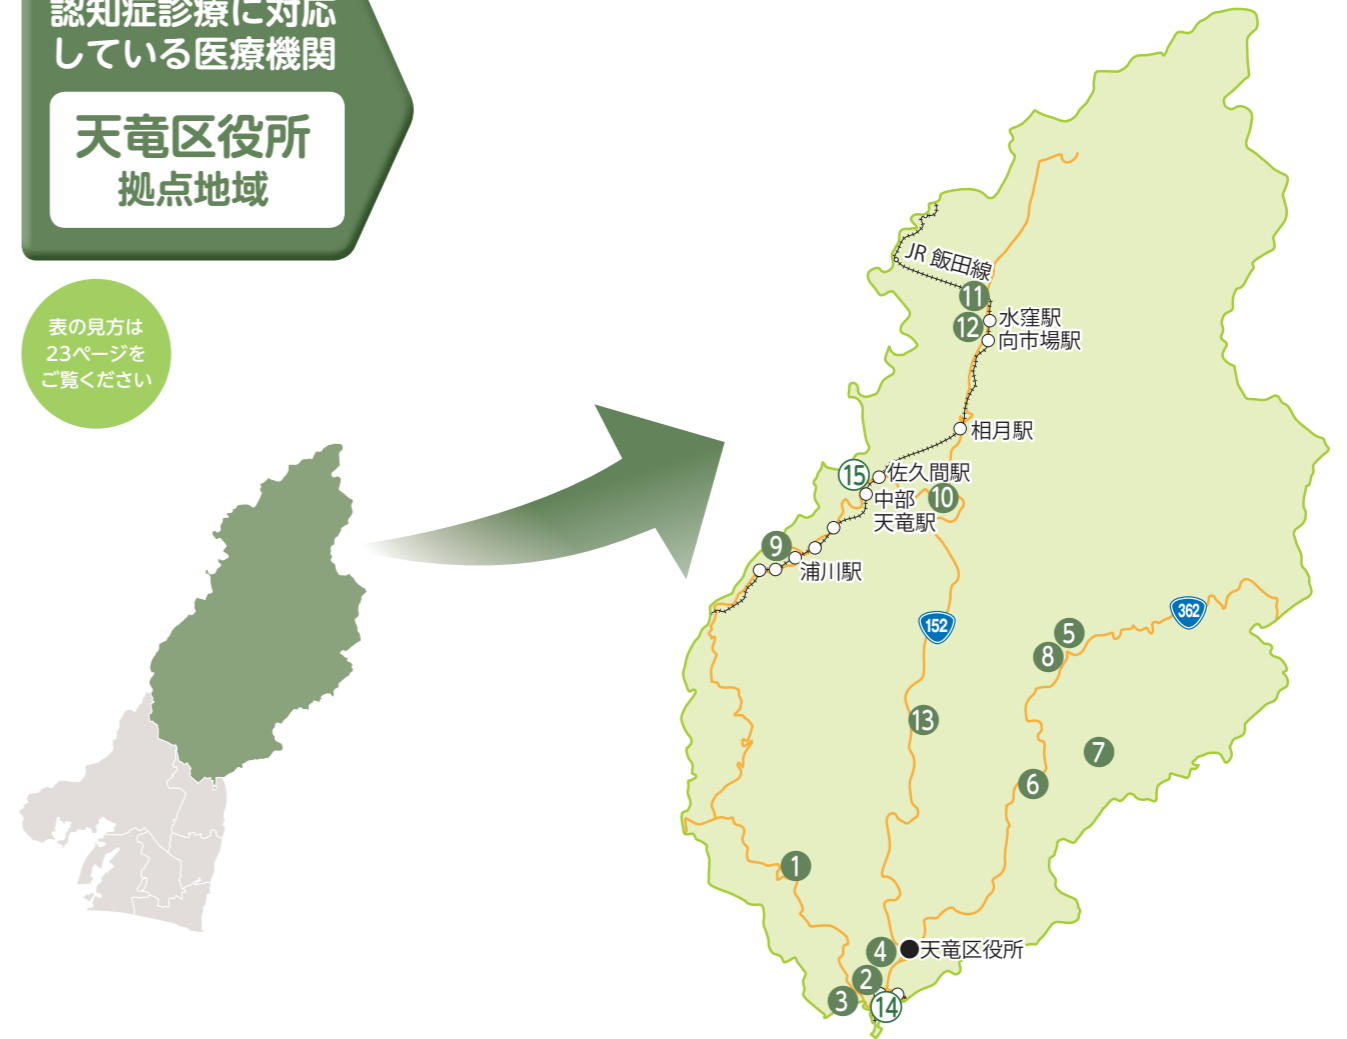 認知症診療に対応
している医療機関
天竜区役所
拠点地域
表の見方は
23ページを
ご覧ください
JR 飯田線
11
12
水窪駅
向市場駅
相月駅
15
佐久間駅
10
中部
天竜駅
9
浦川駅
152
362
5
8
13
7
6
1
4
天竜区役所
2
3
14